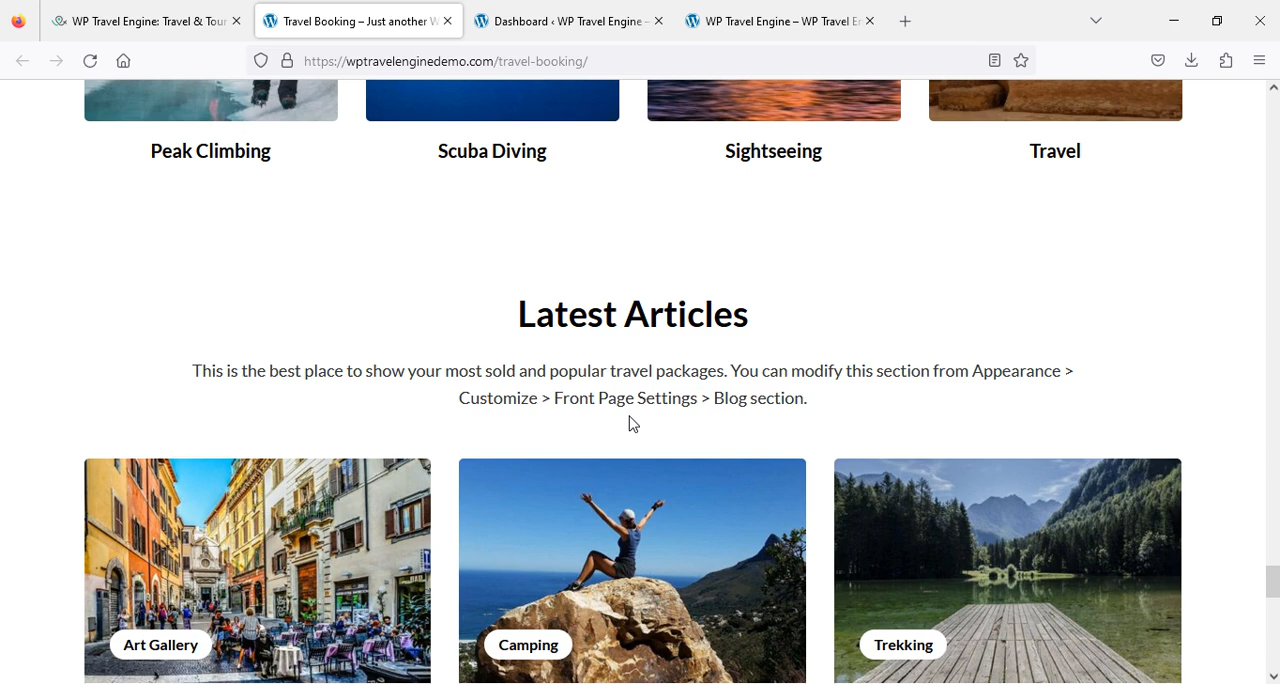 WP Travel Engine: Travel & Tour
Travel Booking – Just another W
Dashboard ‹ WP Travel Engine –
WP Travel Engine – WP Travel En
https://wptravelenginedemo.com/travel-booking/
Peak Climbing
Scuba Diving
Sightseeing
Travel
Latest Articles
This is the best place to show your most sold and popular travel packages. You can modify this section from Appearance >
Customize > Front Page Settings > Blog section.
Art Gallery
Camping
Trekking